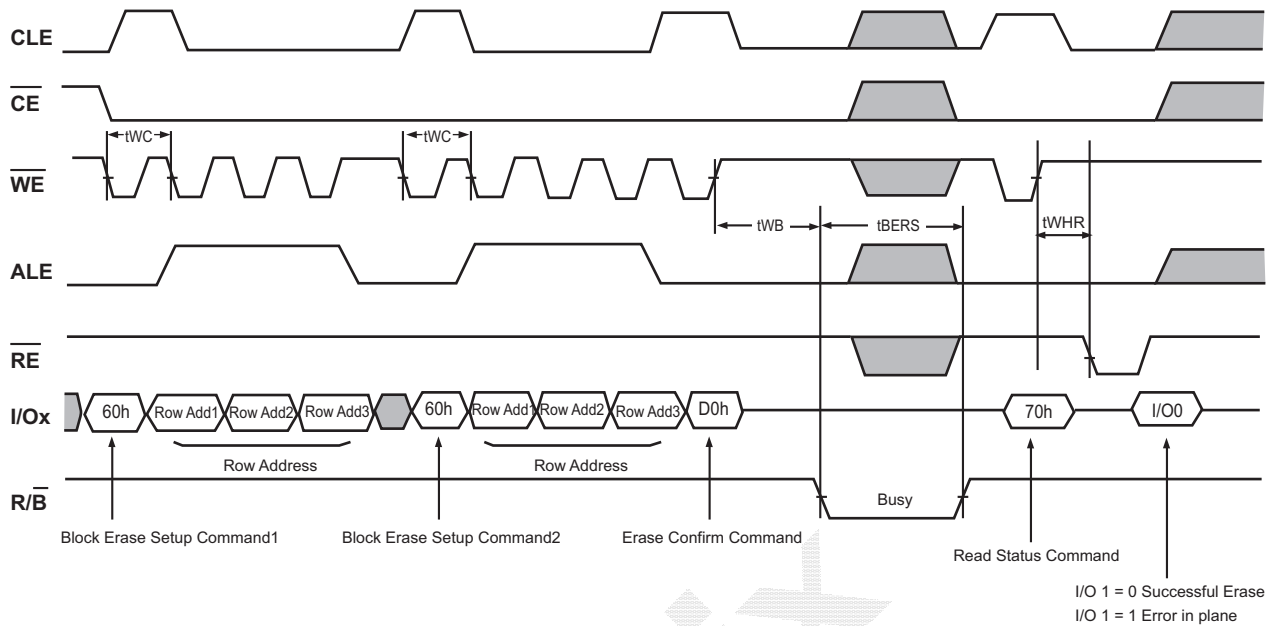 CLE
CE
tWC
tWC
WE
tWB
tBERS
tWHR
ALE
RE
I/Ox
60h
Row Add1
Row Add2
Row Add3
60h
Row Add1
Row Add2
Row Add3
D0h
70h
I/O0
Row Address
Row Address
R/B
Busy
Block Erase Setup Command1
Block Erase Setup Command2
Erase Confirm Command
Read Status Command
I/O 1 = 0 Successful Erase
I/O 1 = 1 Error in plane